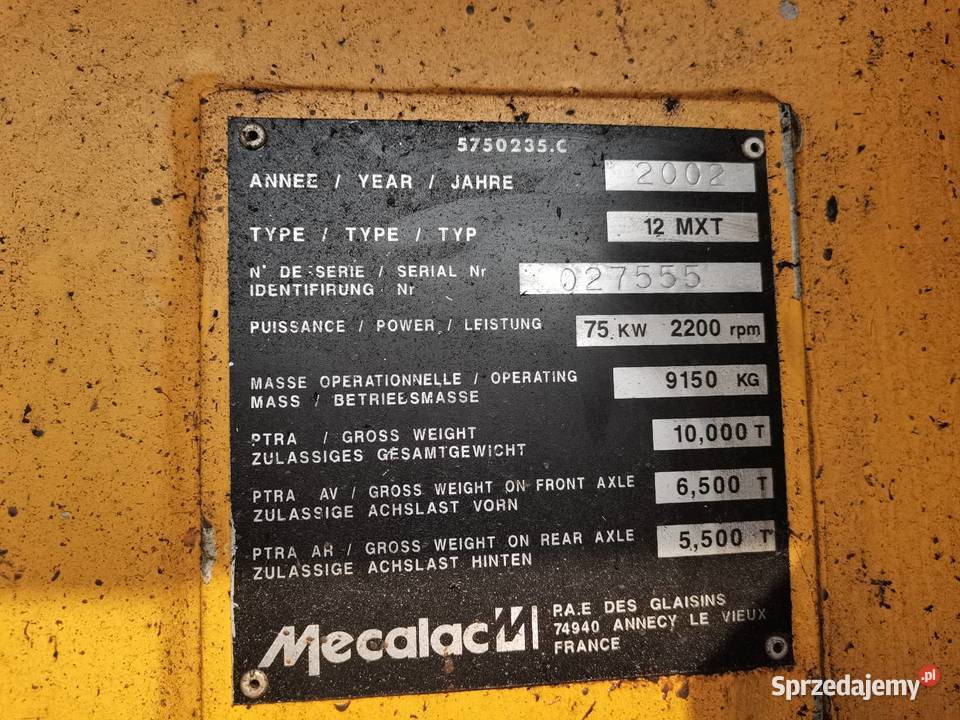 5750235.C
ANNEE / YEAR / JAHRE 2002
TYPE / TYPE / TYP 12 MXT
N° DE SERIE / SERIAL Nr 027555
IDENTIFIRUNG Nr
PUISSANCE / POWER / LEISTUNG 75 KW 2200 rpm
MASSE OPERATIONNELLE / OPERATING 9150 KG
MASS / BETRIEBSMASSE
PTRA / GROSS WEIGHT 10,000 T
ZULASSIGES GESAMTGEWICHT
PTRA AV / GROSS WEIGHT ON FRONT AXLE 6,500 T
ZULASSIGE ACHSLAST VORN
PTRA AR / GROSS WEIGHT ON REAR AXLE 5,500 T
ZULASSIGE ACHSLAST HINTEN
Mecalac
P.A.E DES GLAISINS
74940 ANNECY LE VIEUX
FRANCE
Sprzedajemy.pl